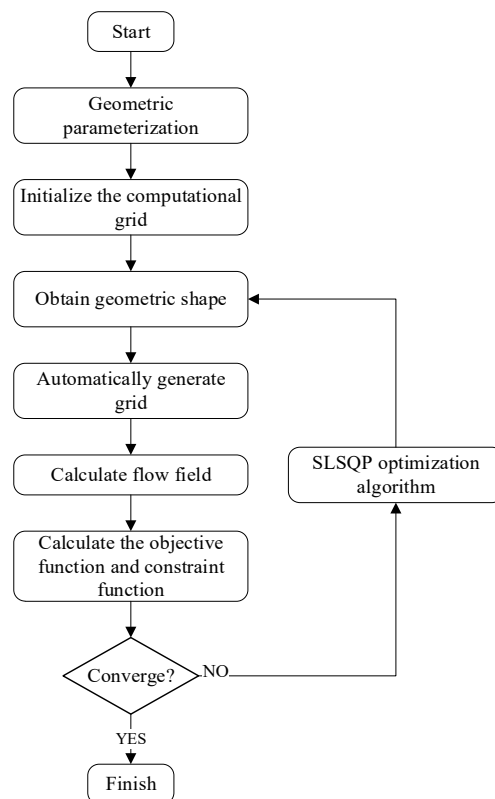 Start
Geometric
parameterization
Initialize the computational
grid
Obtain geometric shape
Automatically generate
grid
Calculate flow field
SLSQP optimization
algorithm
Calculate the objective
function and constraint
function
Converge?
NO
YES
Finish